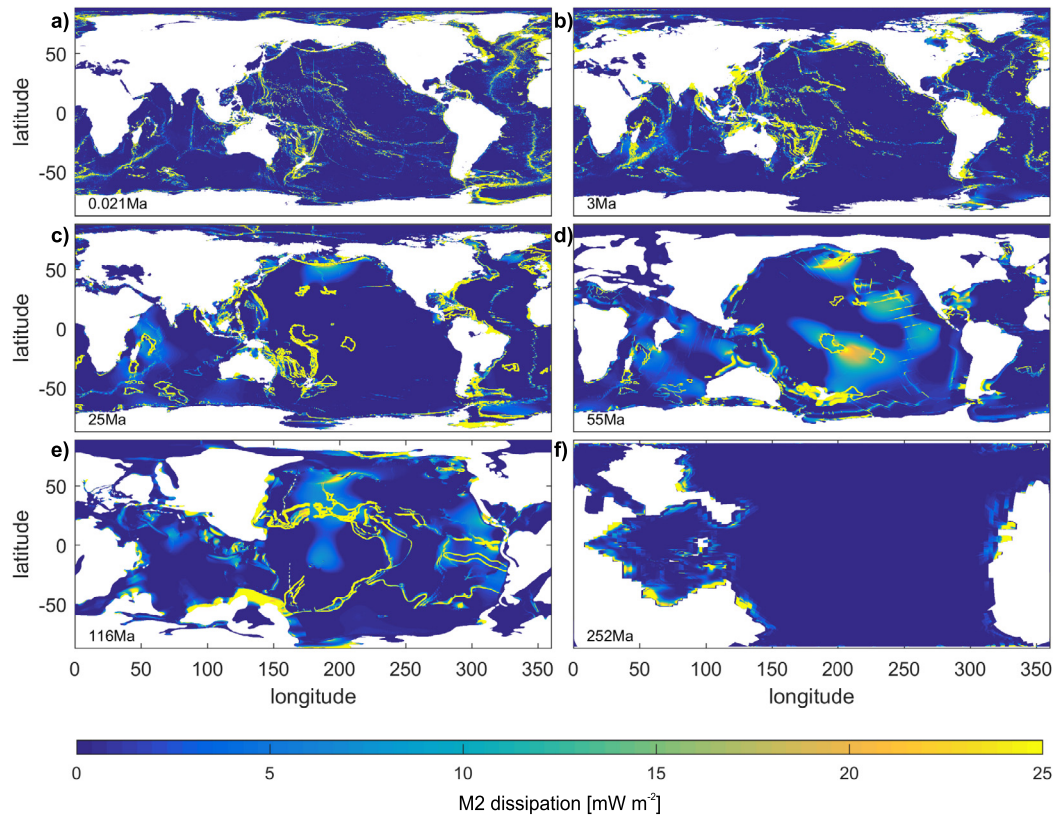 a)
b)
latitude
50
0
-50
0.021Ma
3Ma
c)
d)
latitude
50
0
-50
25Ma
55Ma
e)
f)
latitude
50
0
-50
116Ma
252Ma
0 50 100 150 200 250 300 350
0 50 100 150 200 250 300 350
longitude
longitude
0 5 10 15 20 25
M2 dissipation [mW m⁻²]